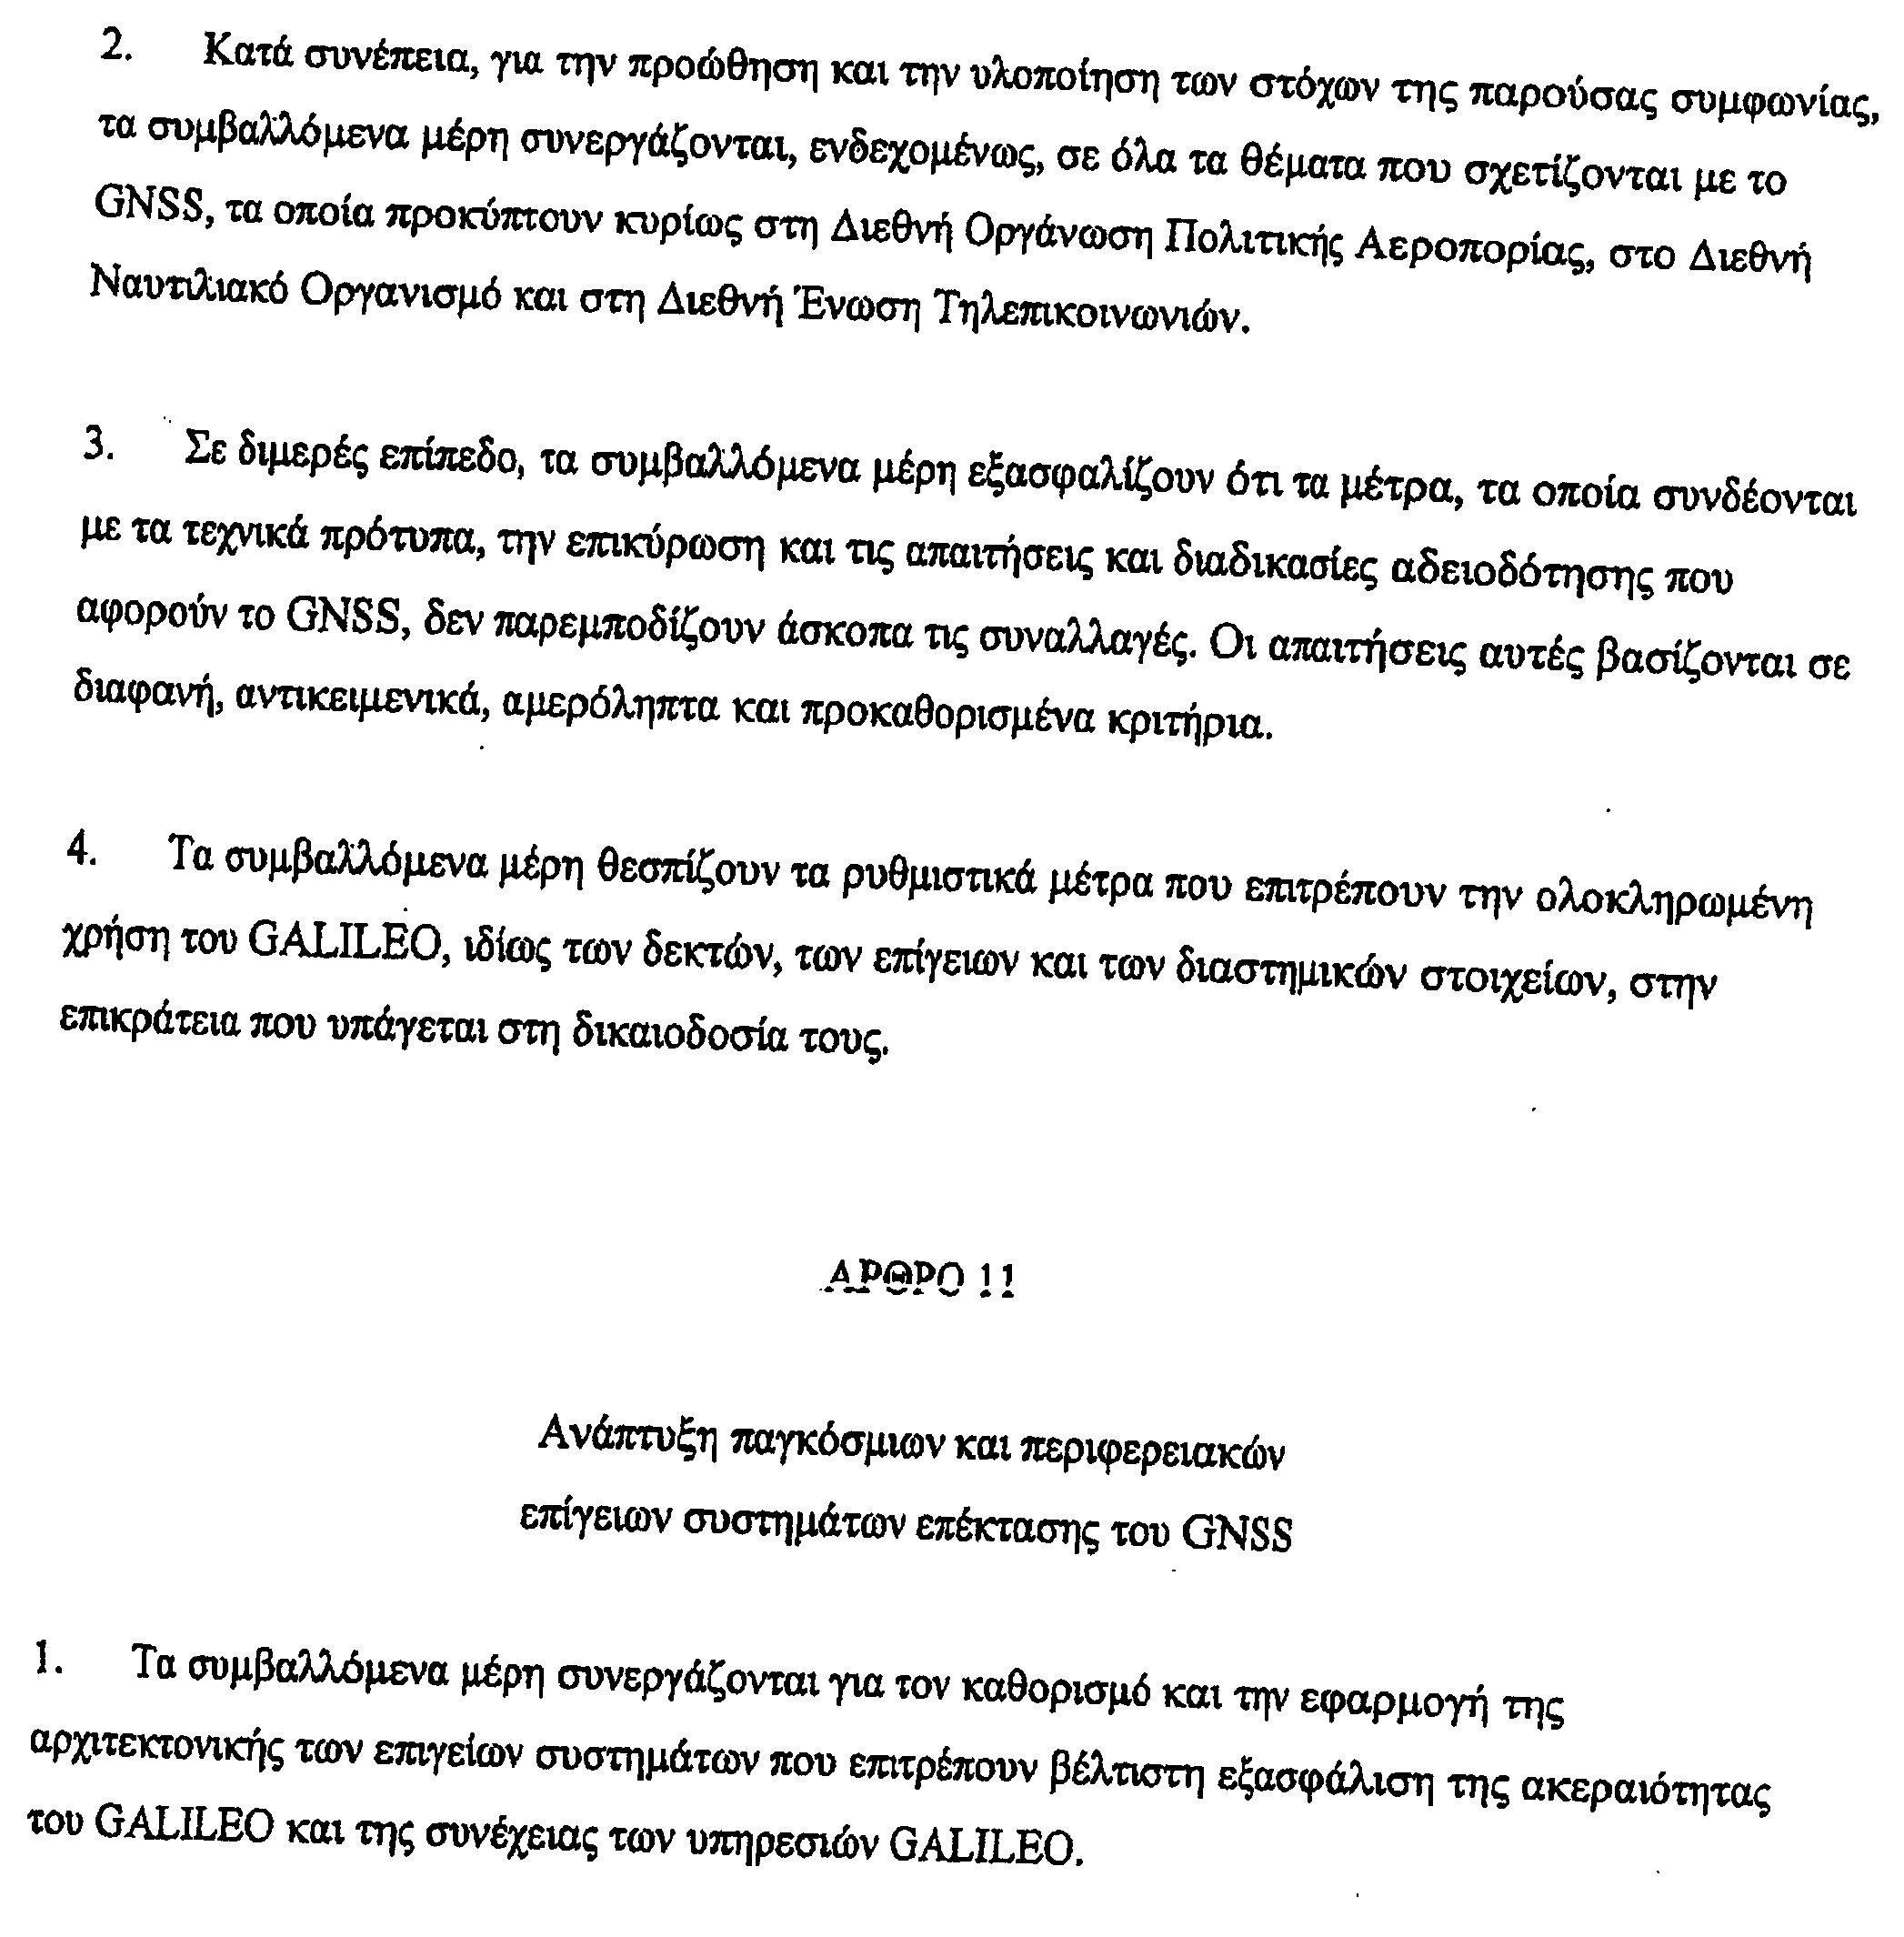 2. Κατά συνέπεια, για την προώθηση και την υλοποίηση των στόχων της παρούσας συμφωνίας,
τα συμβαλλόμενα μέρη συνεργάζονται, ενδεχομένως, σε όλα τα θέματα που σχετίζονται με το
GNSS, τα οποία προκύπτουν κυρίως στη Διεθνή Οργάνωση Πολιτικής Αεροπορίας, στο Διεθνή
Ναυτιλιακό Οργανισμό και στη Διεθνή Ένωση Τηλεπικοινωνιών.
3. Σε διμερές επίπεδο, τα συμβαλλόμενα μέρη εξασφαλίζουν ότι τα μέτρα, τα οποία συνδέονται
με τα τεχνικά πρότυπα, την επικύρωση και τις απαιτήσεις και διαδικασίες αδειοδότησης που
αφορούν το GNSS, δεν παρεμποδίζουν άσκοπα τις συναλλαγές. Οι απαιτήσεις αυτές βασίζονται σε
διαφανή, αντικειμενικά, αμερόληπτα και προκαθορισμένα κριτήρια.
4. Τα συμβαλλόμενα μέρη θεσπίζουν τα ρυθμιστικά μέτρα που επιτρέπουν την ολοκληρωμένη
χρήση του GALILEO, ιδίως των δεκτών, των επίγειων και των διαστημικών στοιχείων, στην
επικράτεια που υπάγεται στη δικαιοδοσία τους.
ΑΡΘΡΟ 11
Ανάπτυξη παγκόσμιων και περιφερειακών
επίγειων συστημάτων επέκτασης του GNSS
1. Τα συμβαλλόμενα μέρη συνεργάζονται για τον καθορισμό και την εφαρμογή της
αρχιτεκτονικής των επιγείων συστημάτων που επιτρέπουν βέλτιστη εξασφάλιση της ακεραιότητας
του GALILEO και της συνέχειας των υπηρεσιών GALILEO.